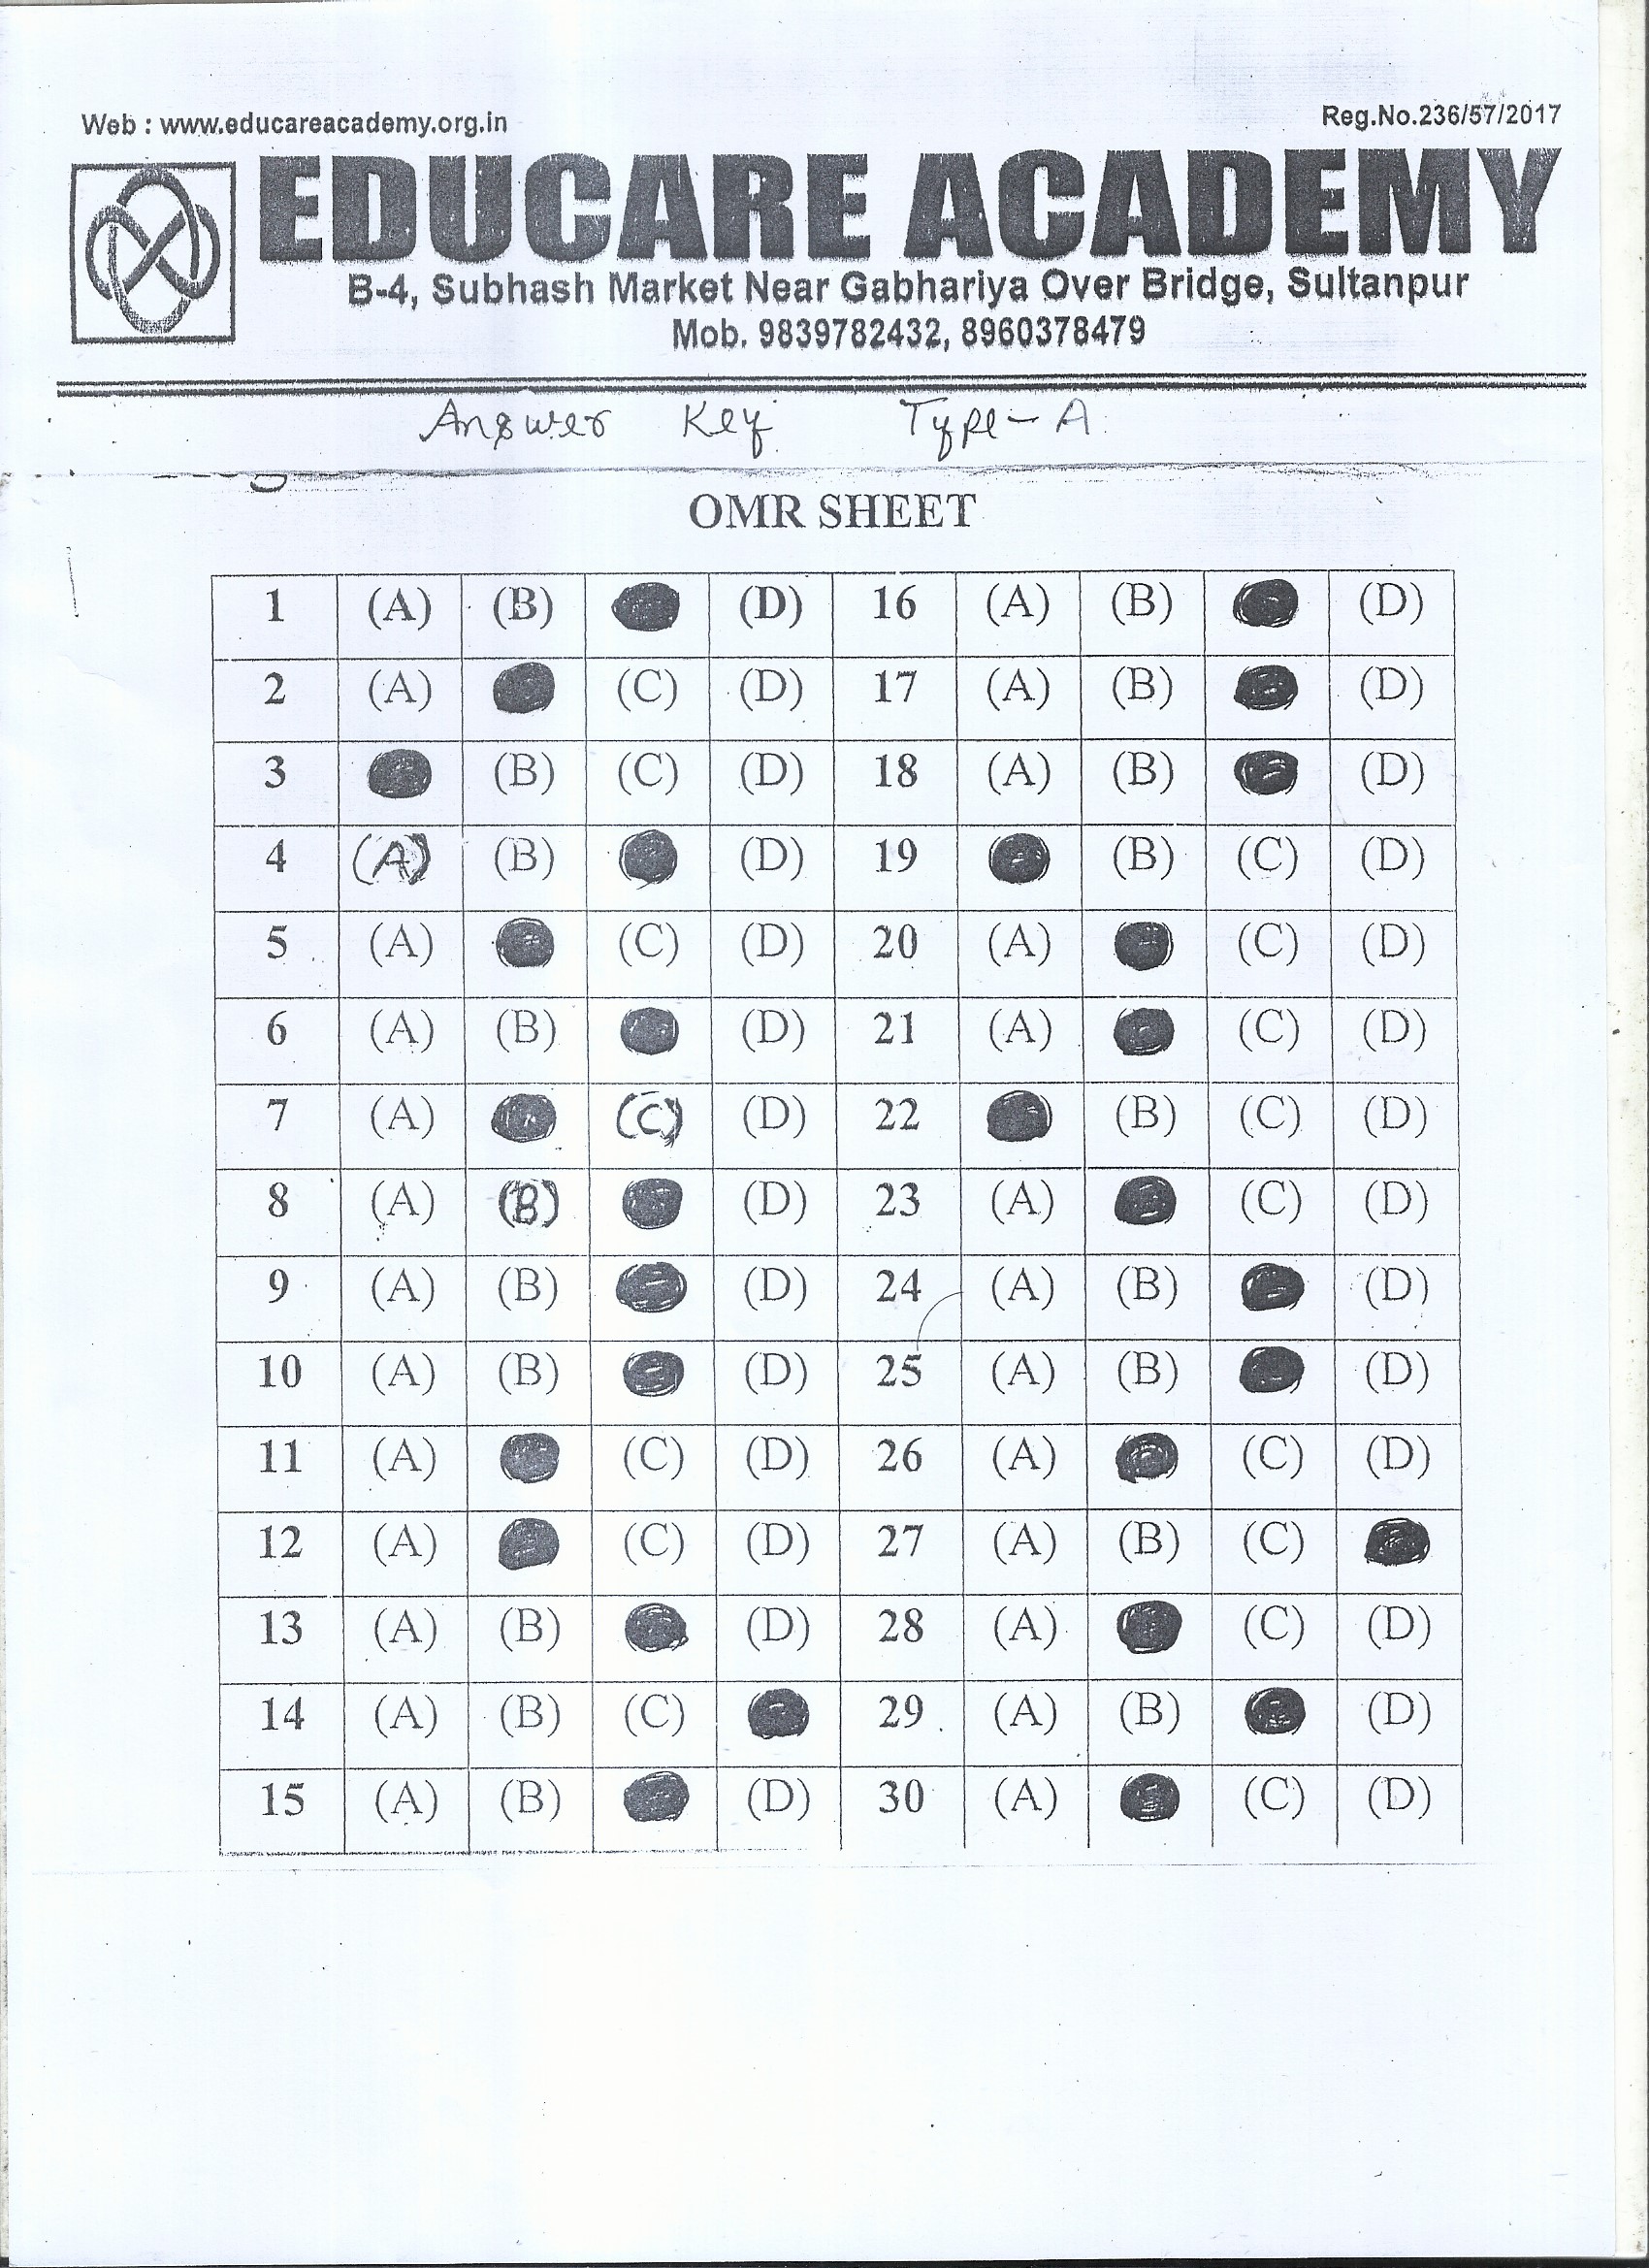 Web : www.educareacademy.org.in Reg.No.236/57/2017
EDUCARE ACADEMY
B-4, Subhash Market Near Gabhariya Over Bridge, Sultanpur
Mob. 9839782432, 8960378479
Answer Key Type-A
OMR SHEET
1 (A) (B) (D) 16 (A) (B) (D)
2 (A) (C) (D) 17 (A) (B) (D)
3 (B) (C) (D) 18 (A) (B) (D)
4 (A) (B) (D) 19 (B) (C) (D)
5 (A) (C) (D) 20 (A) (C) (D)
6 (A) (B) (D) 21 (A) (C) (D)
7 (A) (C) (D) 22 (B) (C) (D)
8 (A) (B) (D) 23 (A) (C) (D)
9 (A) (B) (D) 24 (A) (B) (D)
10 (A) (B) (D) 25 (A) (B) (D)
11 (A) (C) (D) 26 (A) (C) (D)
12 (A) (C) (D) 27 (A) (B) (C)
13 (A) (B) (D) 28 (A) (C) (D)
14 (A) (B) (C) 29 (A) (B) (D)
15 (A) (B) (D) 30 (A) (C) (D)